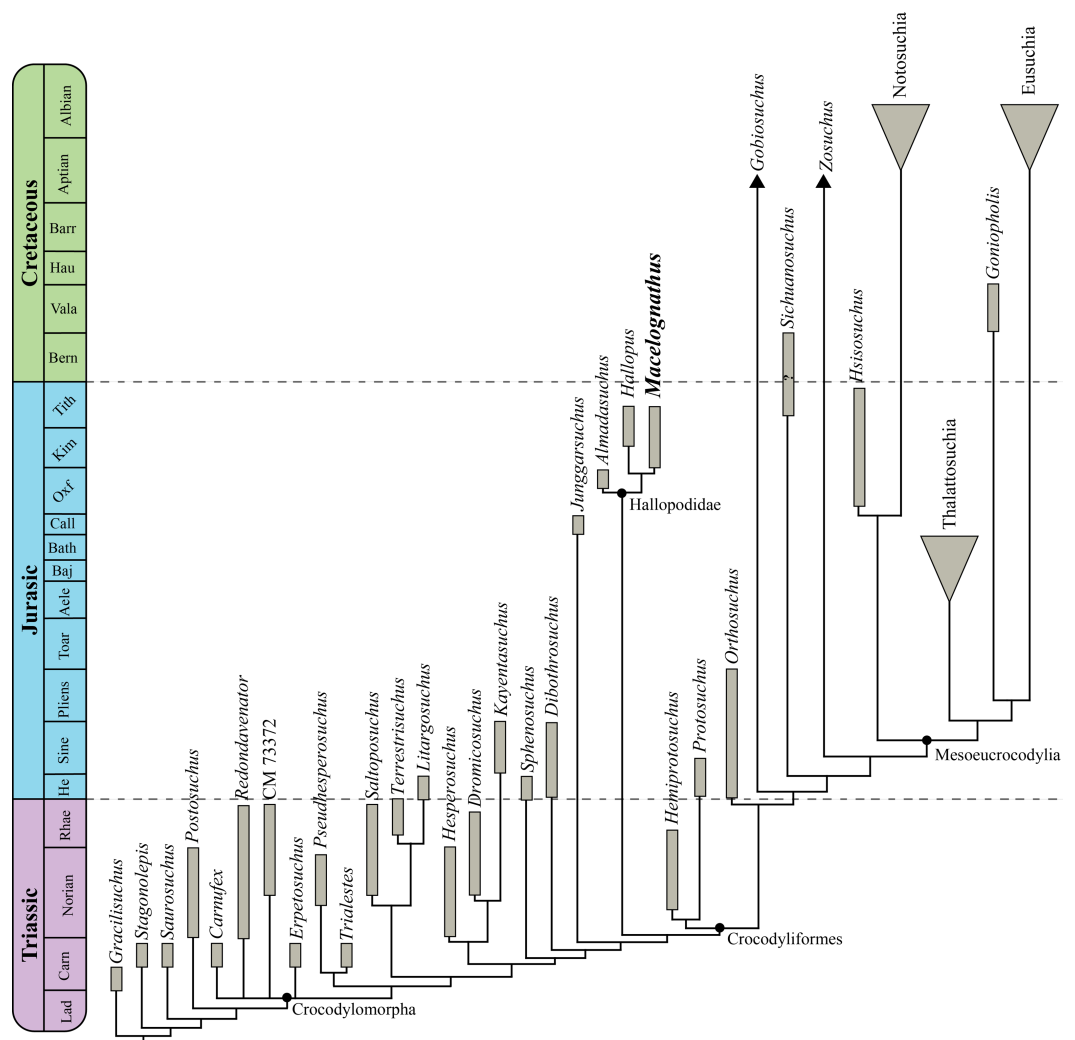 Cretaceous
Albian
Aptian
Barr
Hau
Vala
Bern
Jurasic
Tith
Kim
Oxf
Call
Bath
Baj
Aele
Toar
Pliens
Sine
He
Triassic
Rhae
Norian
Carn
Lad
Gracilisuchus
Stagonolepis
Saurosuchus
Postosuchus
Carnufex
Redondavenator
CM 73372
Erpetosuchus
Pseudhesperosuchus
Trialestes
Saltoposuchus
Terrestrisuchus
Litargosuchus
Hesperosuchus
Dromicosuchus
Kayentasuchus
Sphenosuchus
Dibothrosuchus
Junggarsuchus
Almadasuchus
Hallopus
Macelognathus
Hemiprotosuchus
Protosuchus
Orthosuchus
Gobiosuchus
Sichuanosuchus
?
Zosuchus
Hsisosuchus
Notosuchia
Thalattosuchia
Goniopholis
Eusuchia
Hallopodidae
Mesoeucrocodylia
Crocodyliformes
Crocodylomorpha